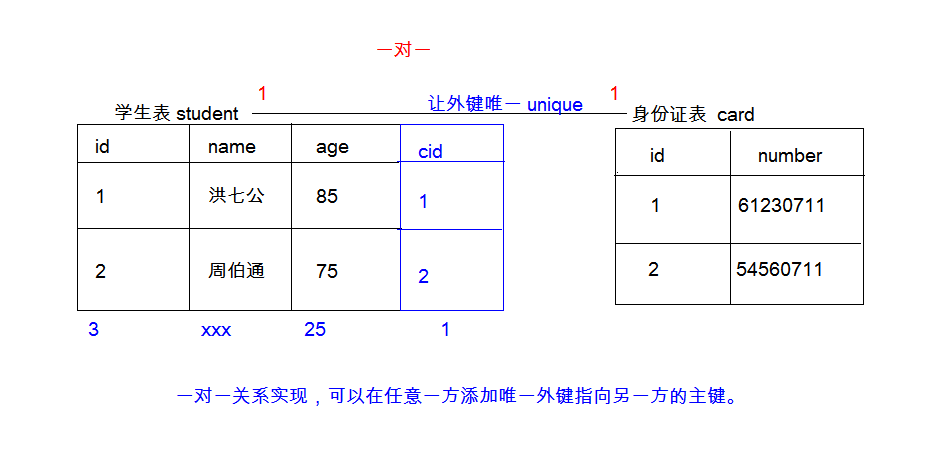 一对一
1 让外键唯一 unique 1
学生表 student 身份证表 card
id name age cid id number
1 洪七公 85 1 1 61230711
2 周伯通 75 2 2 54560711
3 xxx 25 1
一对一关系实现，可以在任意一方添加唯一外键指向另一方的主键。